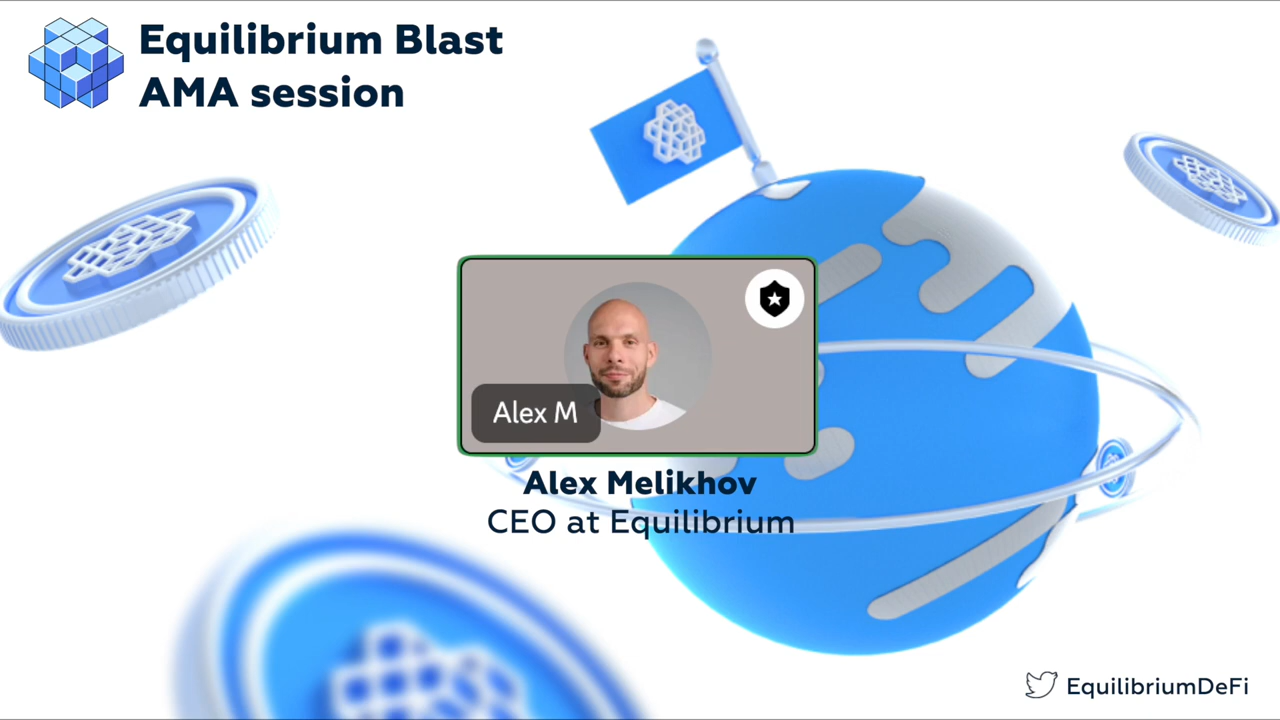 Equilibrium Blast
AMA session
Alex M
Alex Melikhov
CEO at Equilibrium
EquilibriumDeFi